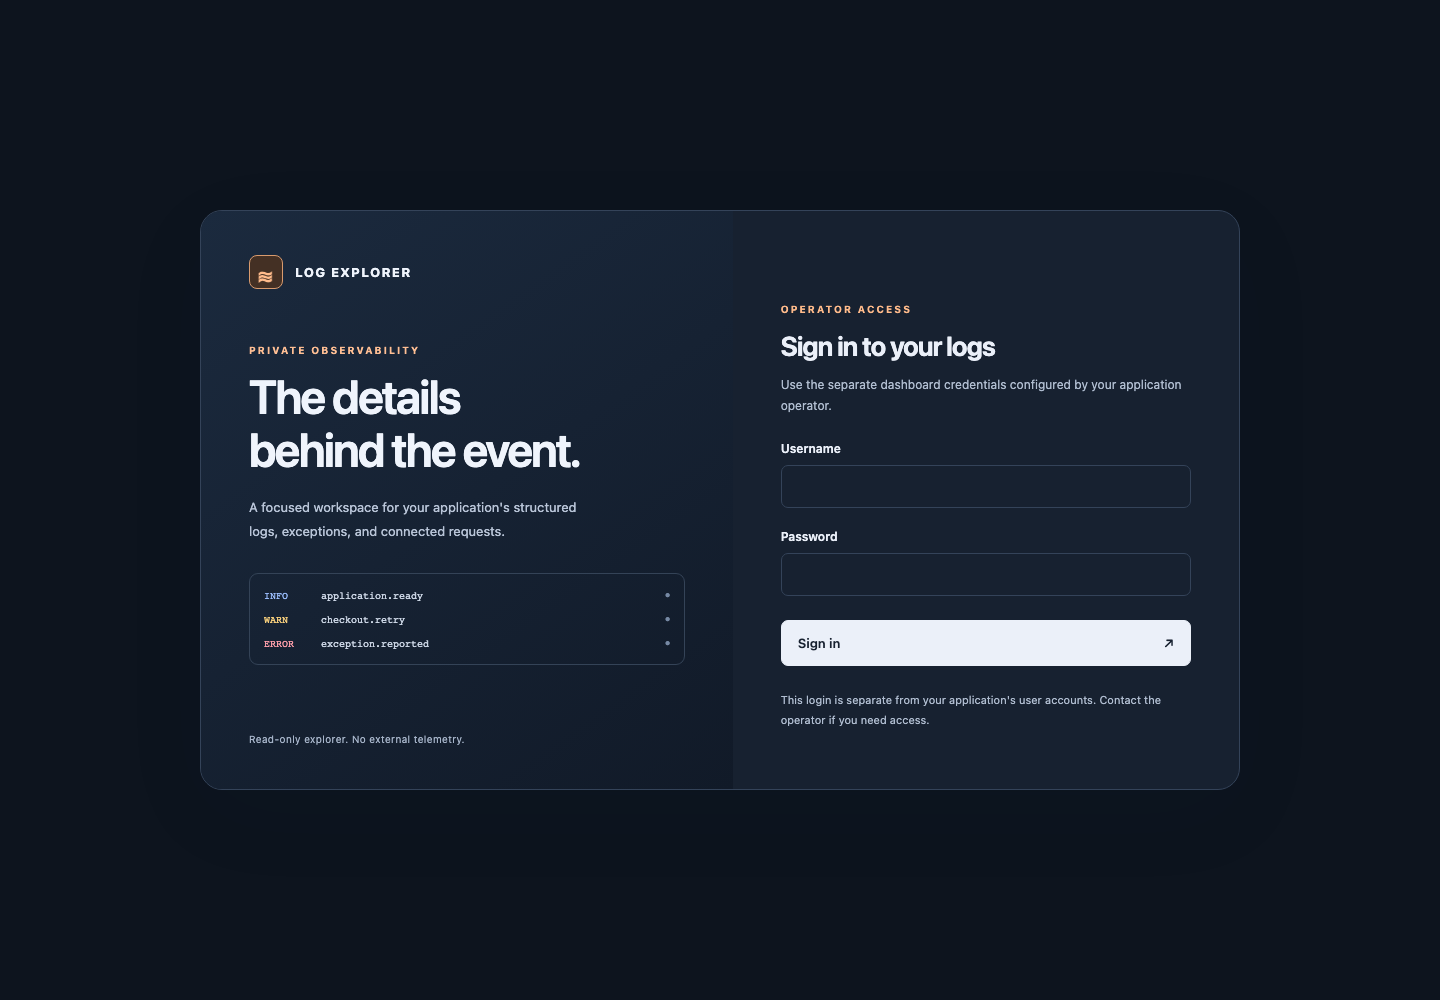 LOG EXPLORER
PRIVATE OBSERVABILITY
The details
behind the event.
A focused workspace for your application's structured
logs, exceptions, and connected requests.
INFO application.ready
WARN checkout.retry
ERROR exception.reported
Read-only explorer. No external telemetry.
OPERATOR ACCESS
Sign in to your logs
Use the separate dashboard credentials configured by your application
operator.
Username
Password
Sign in
This login is separate from your application's user accounts. Contact the
operator if you need access.